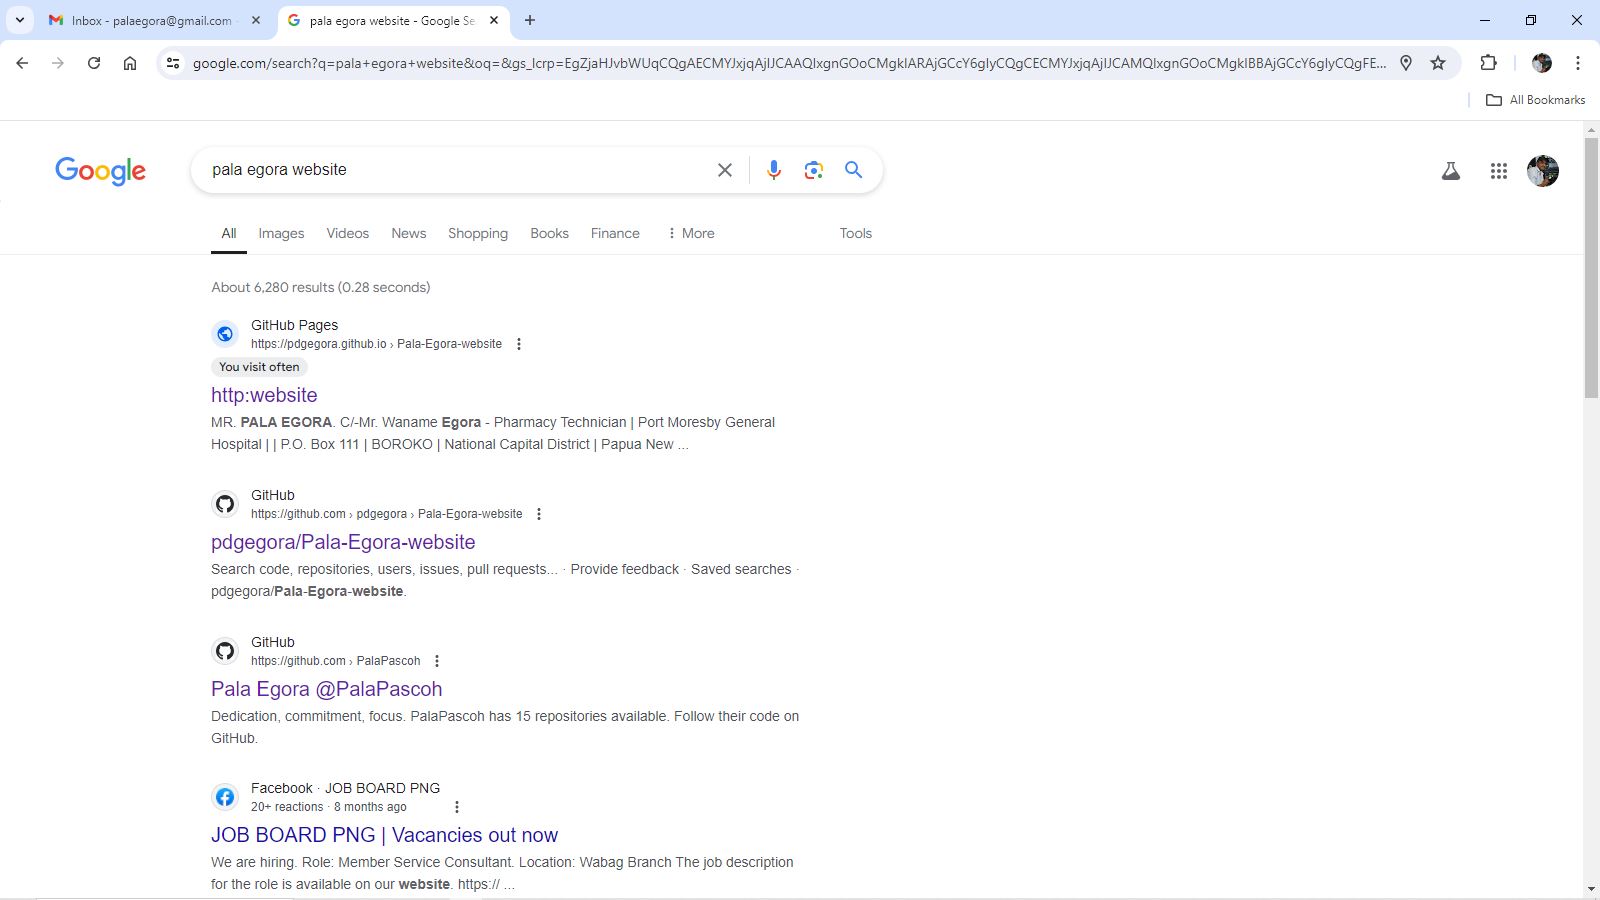 Inbox - palaegora@gmail.com
pala egora website - Google Se
google.com/search?q=pala+egora+website&oq=&gs_lcrp=EgZjaHJvbWUqCQgAECMYJxjqAjIJCAAQIxgnGOoCMgkIARAjGCcY6gIyCQgCECMYJxjqAjIJCAMQIxgnGOoCMgkIBBAjGCcY6gIyCQgFE...
All Bookmarks
Google
pala egora website
All Images Videos News Shopping Books Finance More Tools
About 6,280 results (0.28 seconds)
GitHub Pages
https://pdgegora.github.io › Pala-Egora-website
You visit often
http:website
MR. PALA EGORA. C/-Mr. Waname Egora - Pharmacy Technician | Port Moresby General
Hospital | | P.O. Box 111 | BOROKO | National Capital District | Papua New ...
GitHub
https://github.com › pdgegora › Pala-Egora-website
pdgegora/Pala-Egora-website
Search code, repositories, users, issues, pull requests... · Provide feedback · Saved searches ·
pdgegora/Pala-Egora-website.
GitHub
https://github.com › PalaPascoh
Pala Egora @PalaPascoh
Dedication, commitment, focus. PalaPascoh has 15 repositories available. Follow their code on
GitHub.
Facebook · JOB BOARD PNG
20+ reactions · 8 months ago
JOB BOARD PNG | Vacancies out now
We are hiring. Role: Member Service Consultant. Location: Wabag Branch The job description
for the role is available on our website. https:// ...